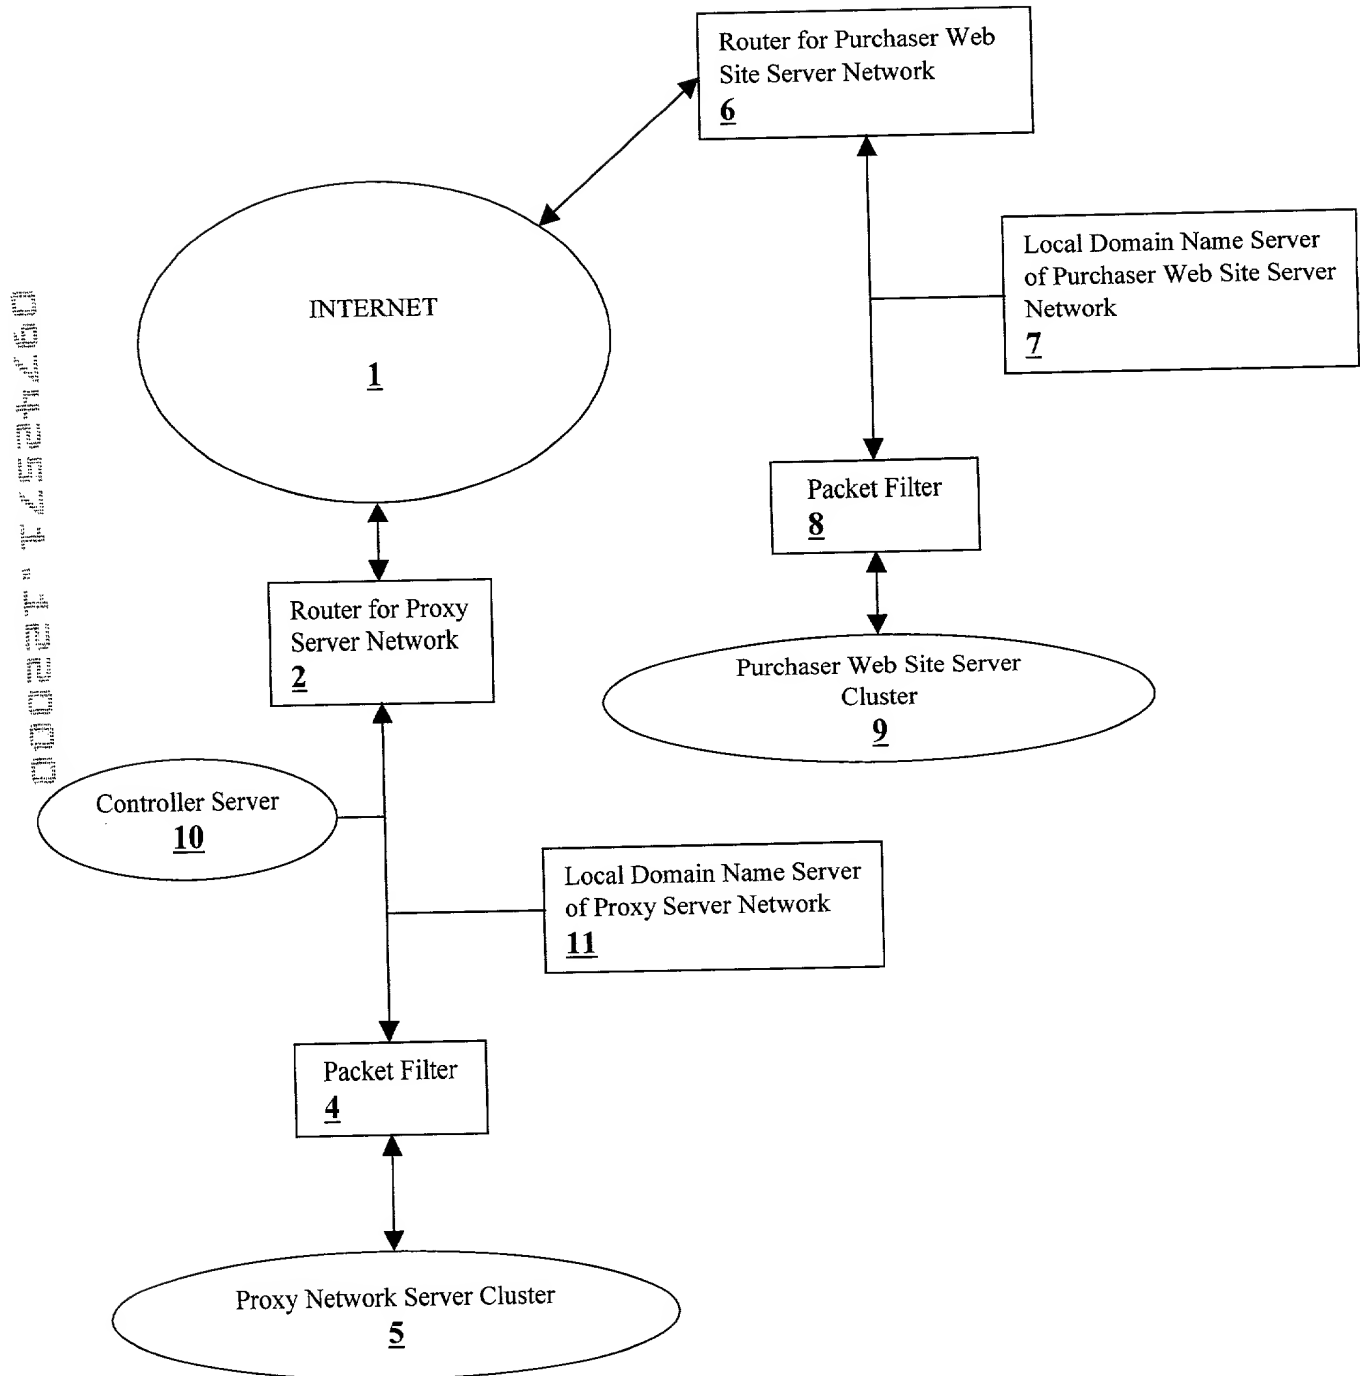 Router for Purchaser Web
Site Server Network
6
Local Domain Name Server
of Purchaser Web Site Server
Network
7
INTERNET
1
Packet Filter
8
Router for Proxy
Server Network
2
Purchaser Web Site Server
Cluster
9
Controller Server
10
Local Domain Name Server
of Proxy Server Network
11
Packet Filter
4
Proxy Network Server Cluster
5
09742571.122000